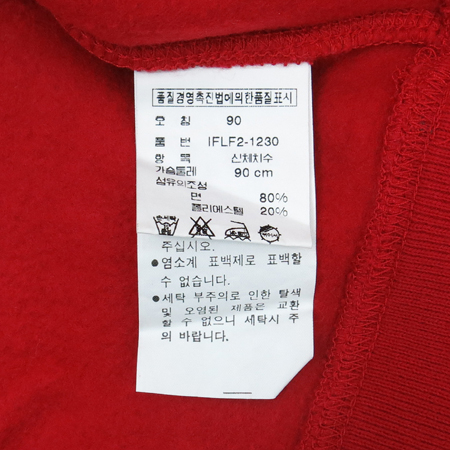 품질경영촉진법에의한품질표시
호 칭 90
품 번 IFLF2-1230
항 목 신체치수
가슴둘레 90 cm
섬유의조성
면 80%
폴리에스텔 20%
손세탁
주십시오.
●염소계 표백제로 표백할
수 없습니다.
●세탁 부주의로 인한 탈색
및 오염된 제품은 교환
할 수 없으니 세탁시 주
의 바랍니다.